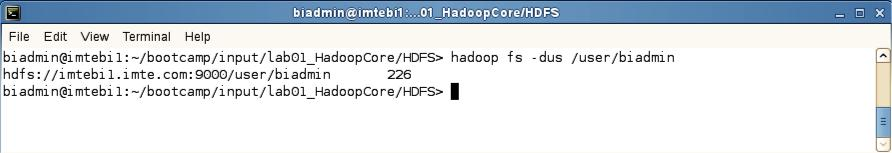 biadmin@imtebi1:...01_HadoopCore/HDFS
File Edit View Terminal Help
biadmin@imtebi1:~/bootcamp/input/lab01_HadoopCore/HDFS> hadoop fs -dus /user/biadmin
hdfs://imtebi1.imte.com:9000/user/biadmin 226
biadmin@imtebi1:~/bootcamp/input/lab01_HadoopCore/HDFS>